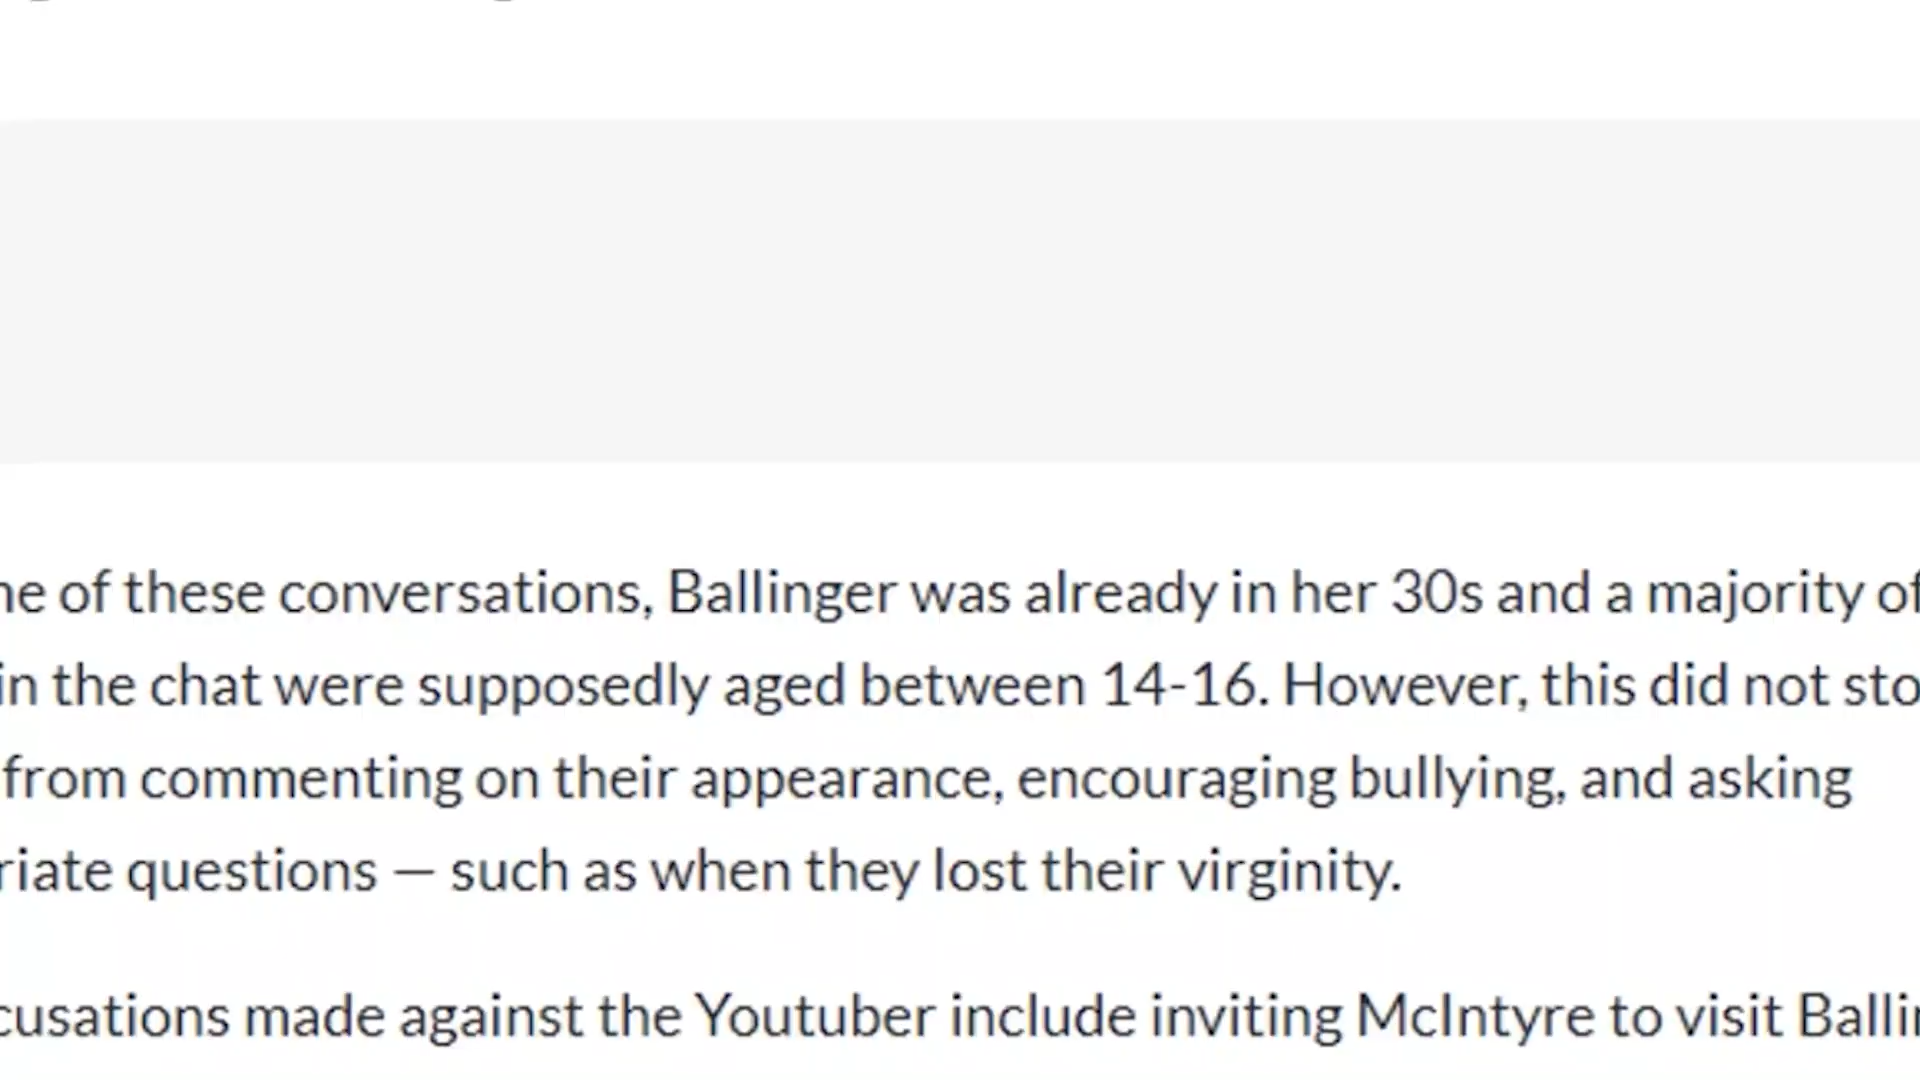 ne of these conversations, Ballinger was already in her 30s and a majority of
in the chat were supposedly aged between 14-16. However, this did not sto
from commenting on their appearance, encouraging bullying, and asking
riate questions — such as when they lost their virginity.
cusations made against the Youtuber include inviting McIntyre to visit Ballin